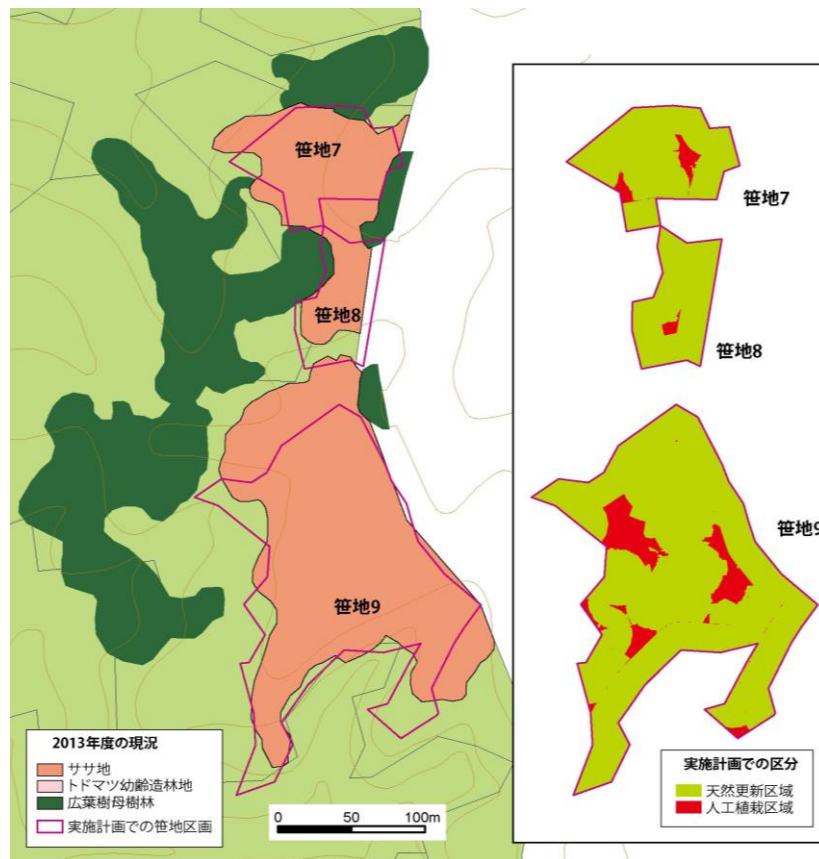 笹地7
笹地8
笹地9
2013年度の現況
ササ地
トドマツ幼齢造林地
広葉樹母樹林
実施計画での笹地区画
0 50 100m
笹地7
笹地8
笹地9
実施計画での区分
天然更新区域
人工植栽区域